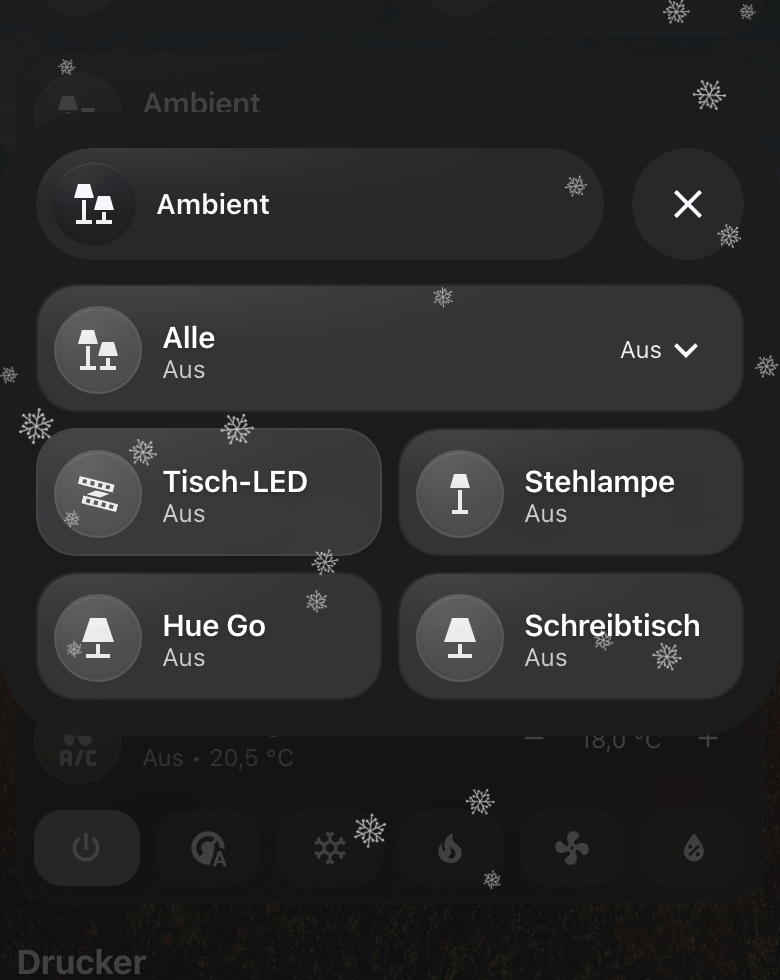 Ambient
Ambient
Alle
Aus
Aus
Tisch-LED
Aus
Stehlampe
Aus
Hue Go
Aus
Schreibtisch
Aus
A/C
Aus • 20,5 °C
18,0 °C
A
Drucker